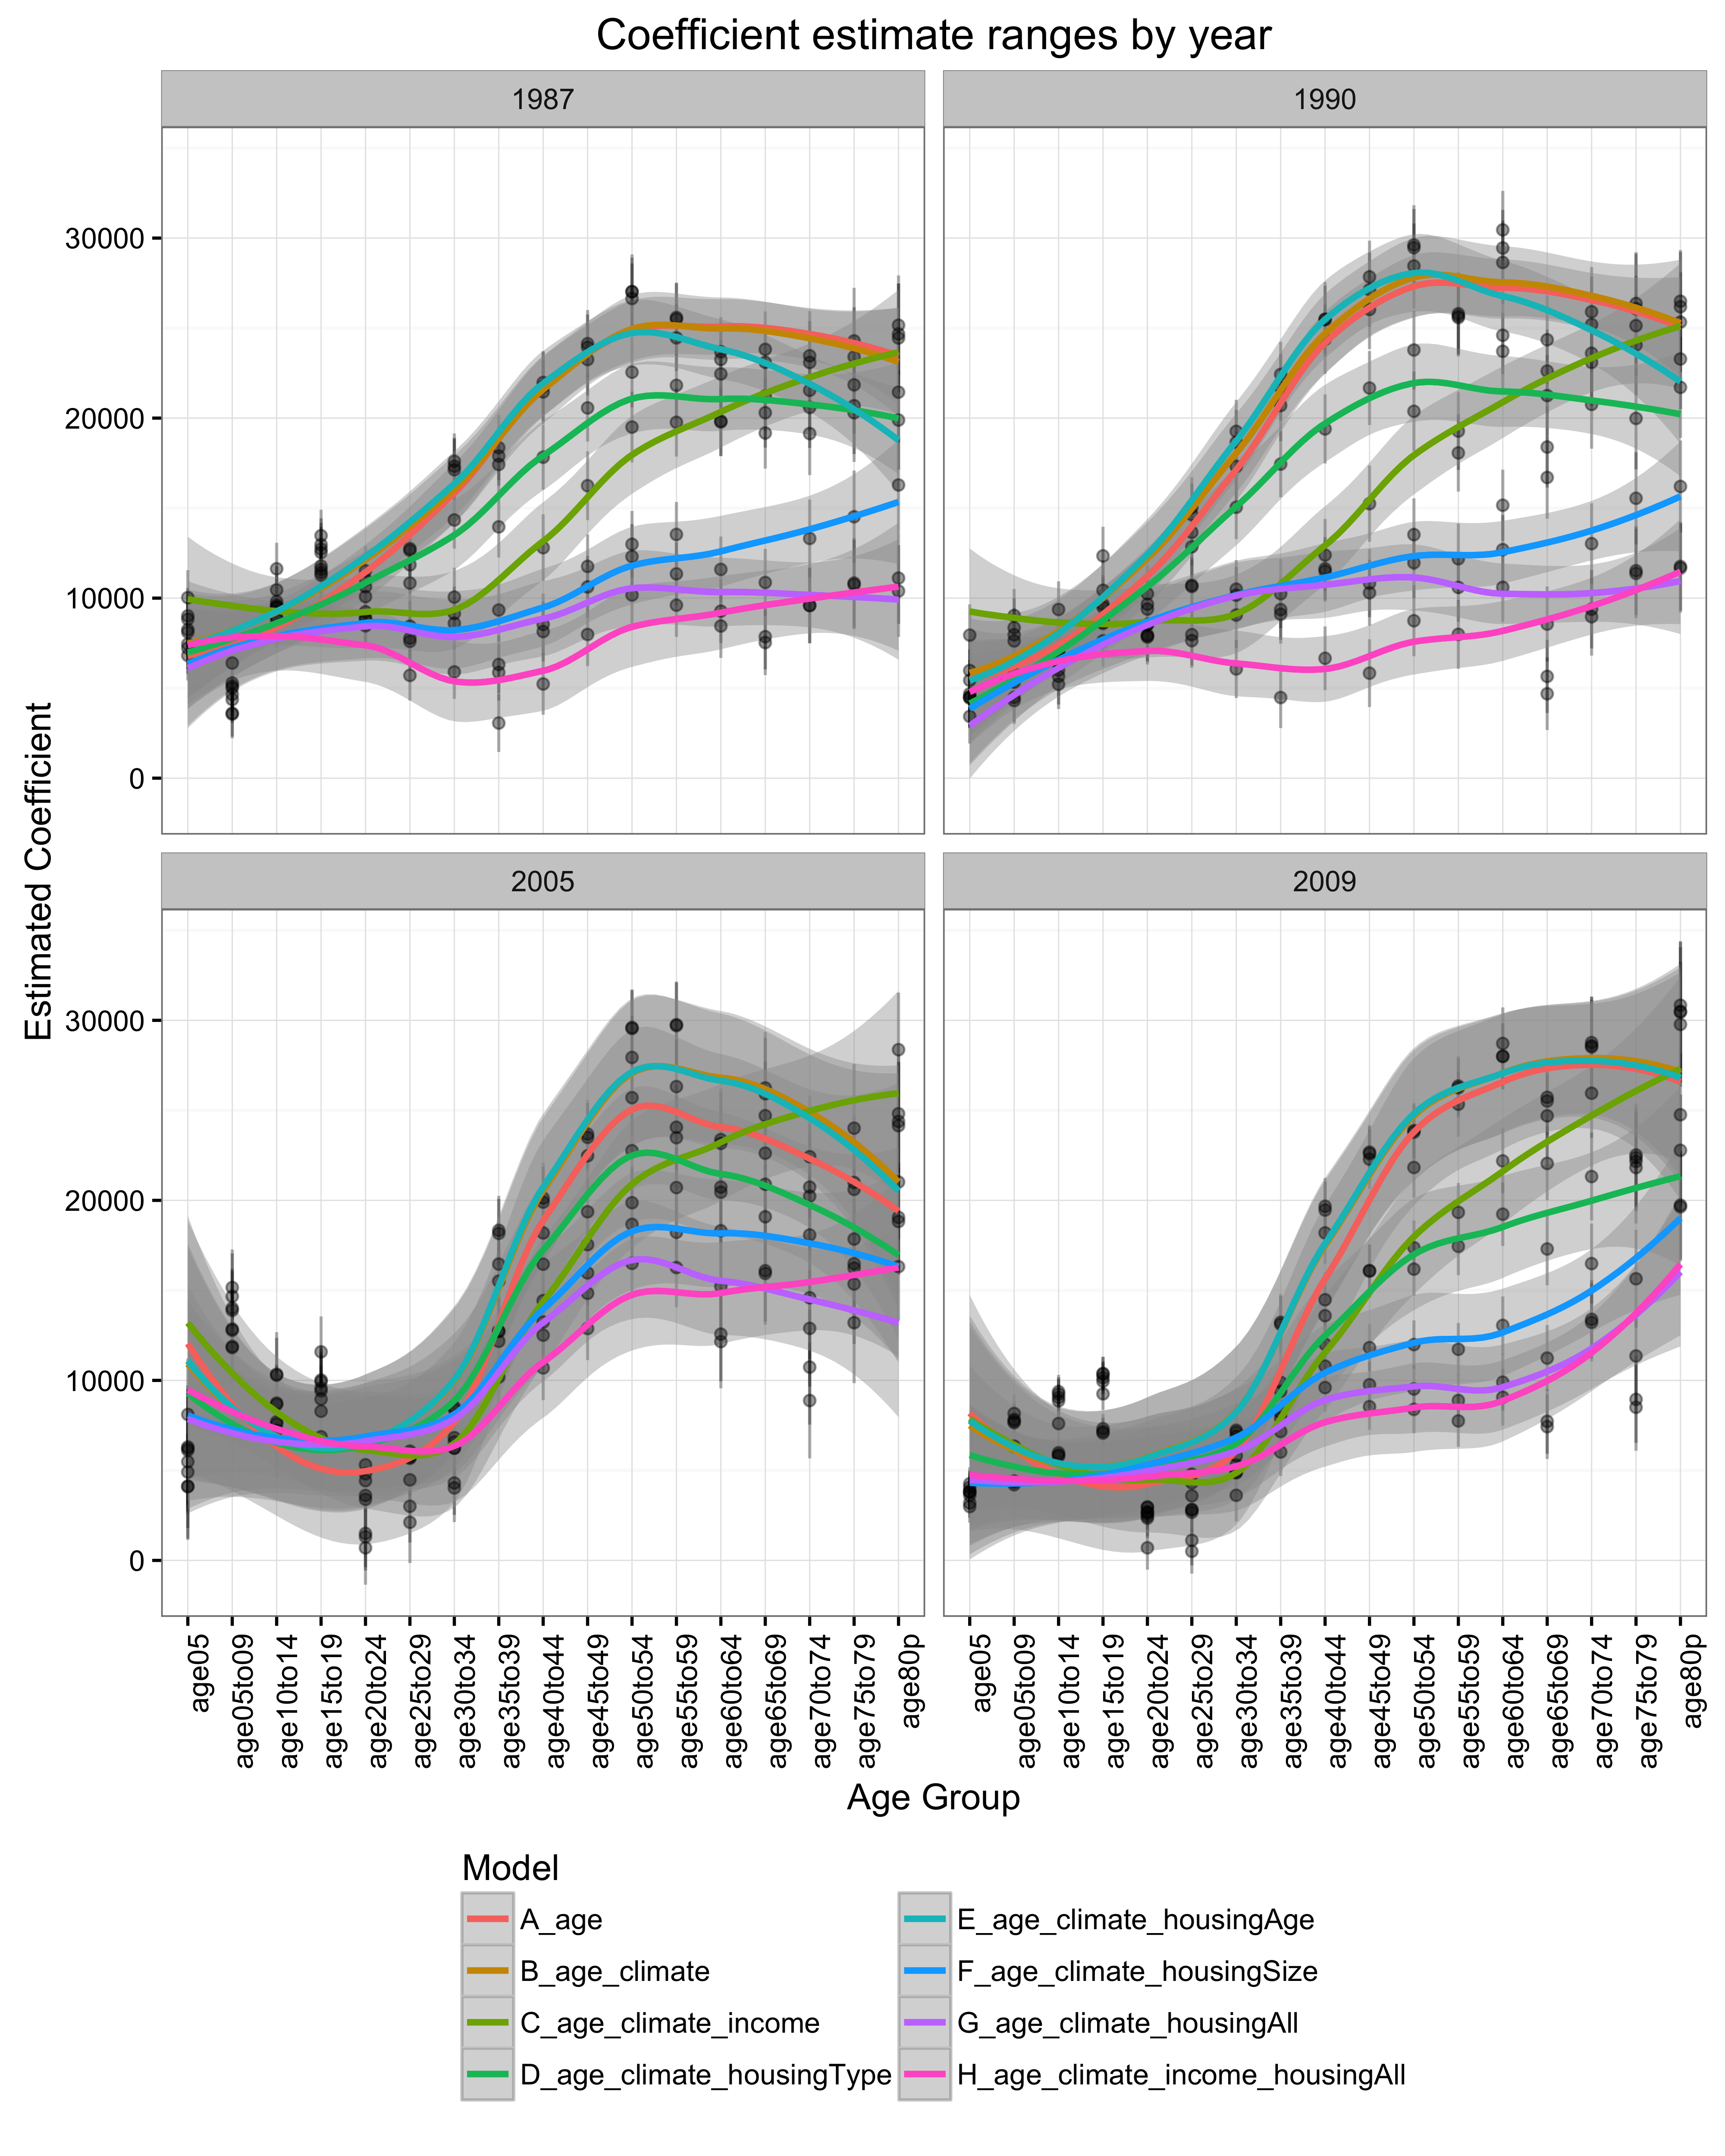 Coefficient estimate ranges by year
1987
1990
30000
20000
10000
0
2005
2009
30000
20000
10000
0
Estimated Coefficient
age05
age05to09
age10to14
age15to19
age20to24
age25to29
age30to34
age35to39
age40to44
age45to49
age50to54
age55to59
age60to64
age65to69
age70to74
age75to79
age80p
age05
age05to09
age10to14
age15to19
age20to24
age25to29
age30to34
age35to39
age40to44
age45to49
age50to54
age55to59
age60to64
age65to69
age70to74
age75to79
age80p
Age Group
Model
A_age
B_age_climate
C_age_climate_income
D_age_climate_housingType
E_age_climate_housingAge
F_age_climate_housingSize
G_age_climate_housingAll
H_age_climate_income_housingAll